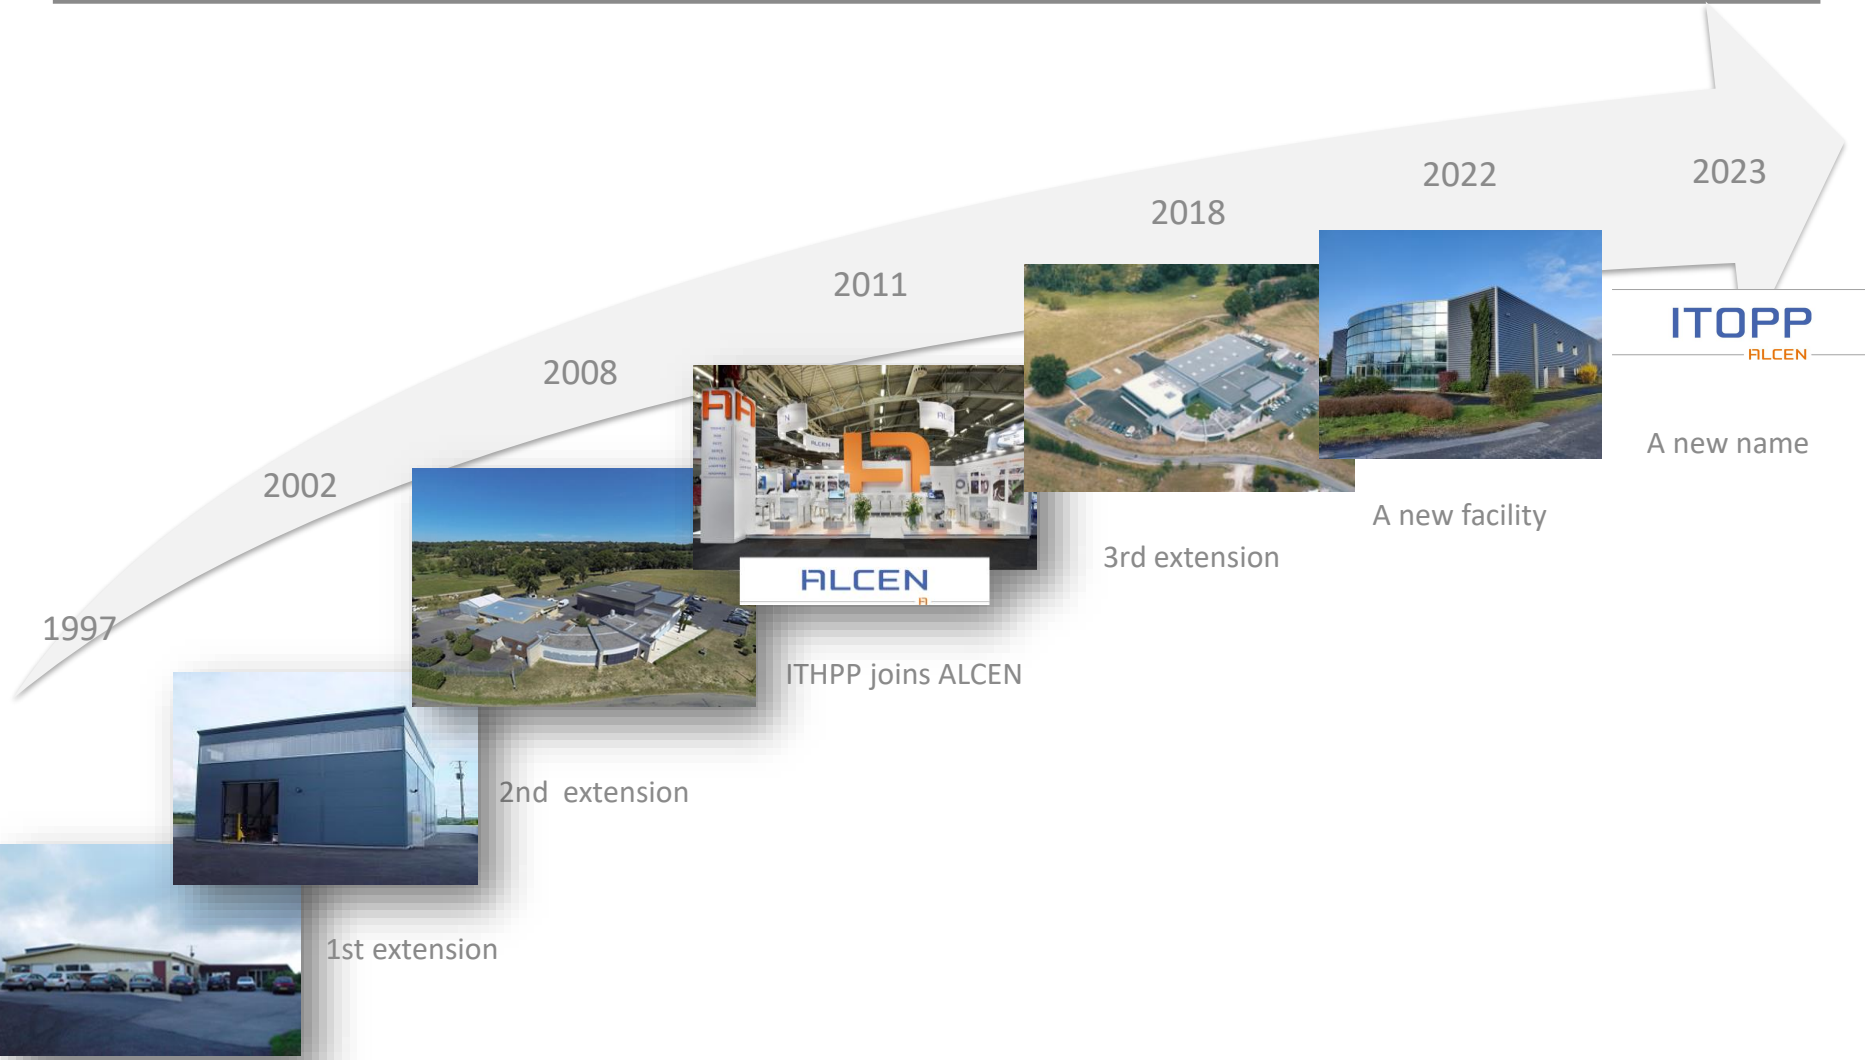 1997
2002
2008
2011
2018
2022
2023
1st extension
2nd  extension
ALCEN
ALCEN
A
ITHPP joins ALCEN
3rd extension
A new facility
ITOPP
ALCEN
A new name